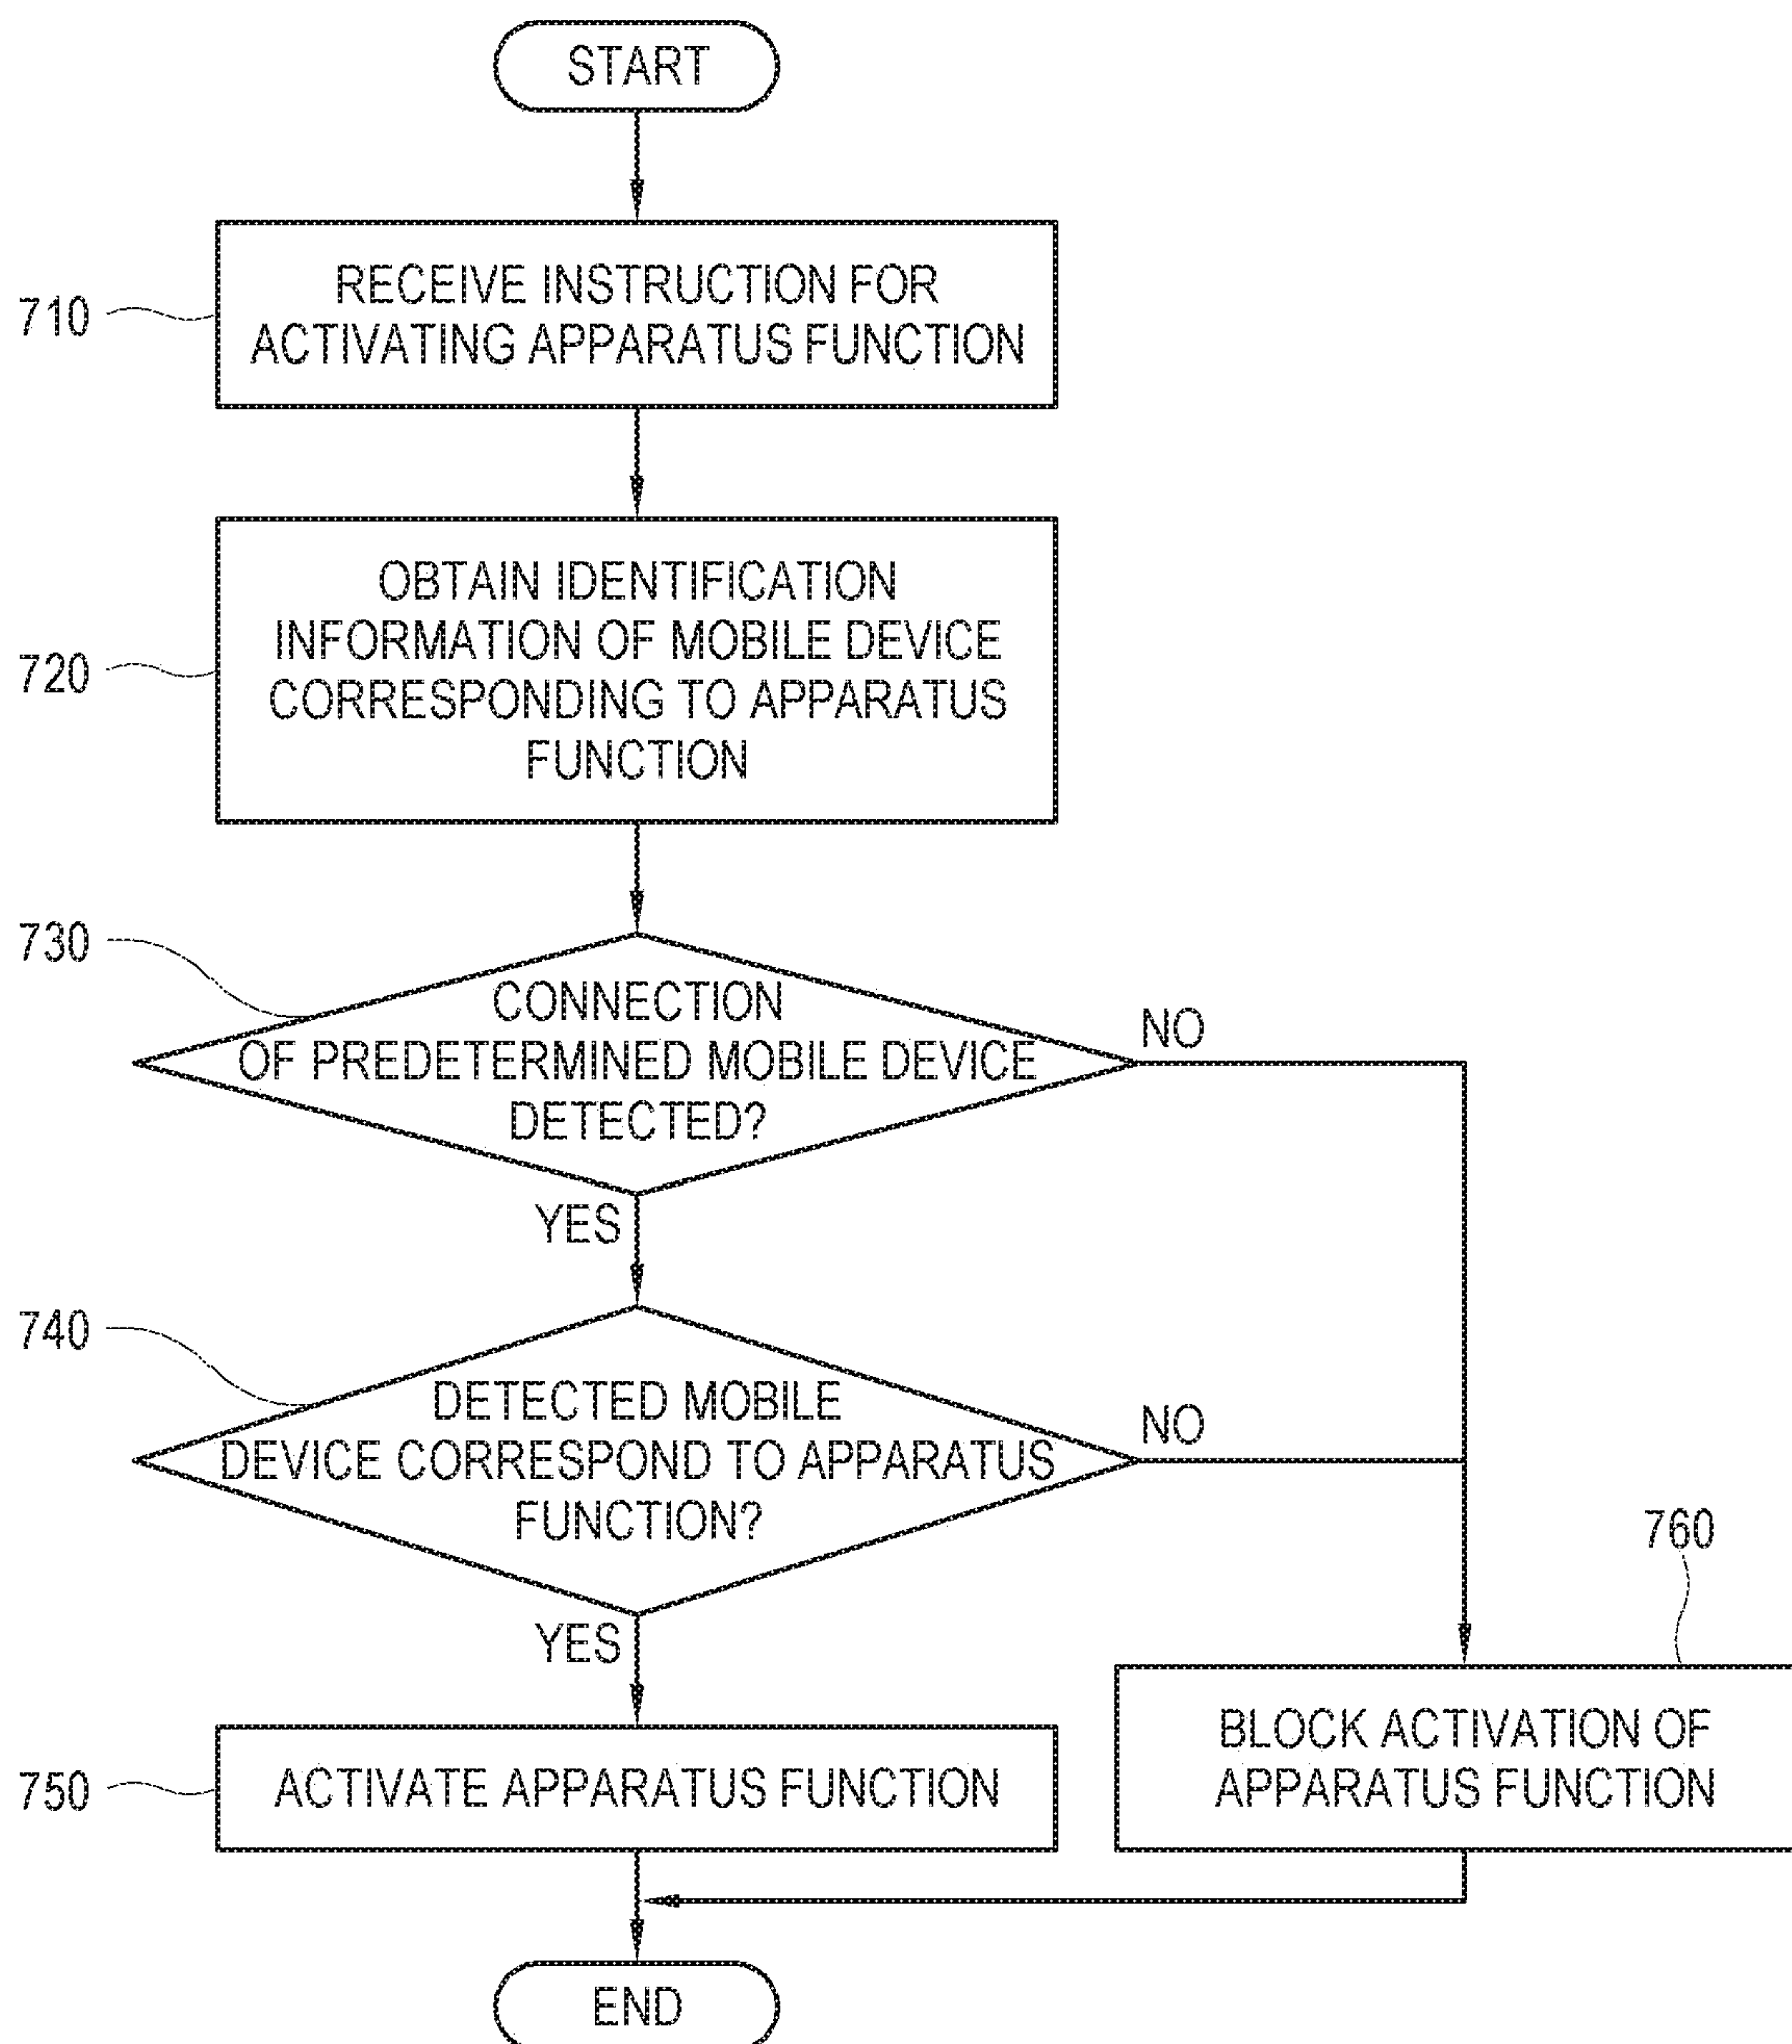 START
710
RECEIVE INSTRUCTION FOR
ACTIVATING APPARATUS FUNCTION
720
OBTAIN IDENTIFICATION
INFORMATION OF MOBILE DEVICE
CORRESPONDING TO APPARATUS
FUNCTION
730
CONNECTION
OF PREDETERMINED MOBILE DEVICE
DETECTED?
NO
YES
740
DETECTED MOBILE
DEVICE CORRESPOND TO APPARATUS
FUNCTION?
NO
YES
760
750
ACTIVATE APPARATUS FUNCTION
BLOCK ACTIVATION OF
APPARATUS FUNCTION
END